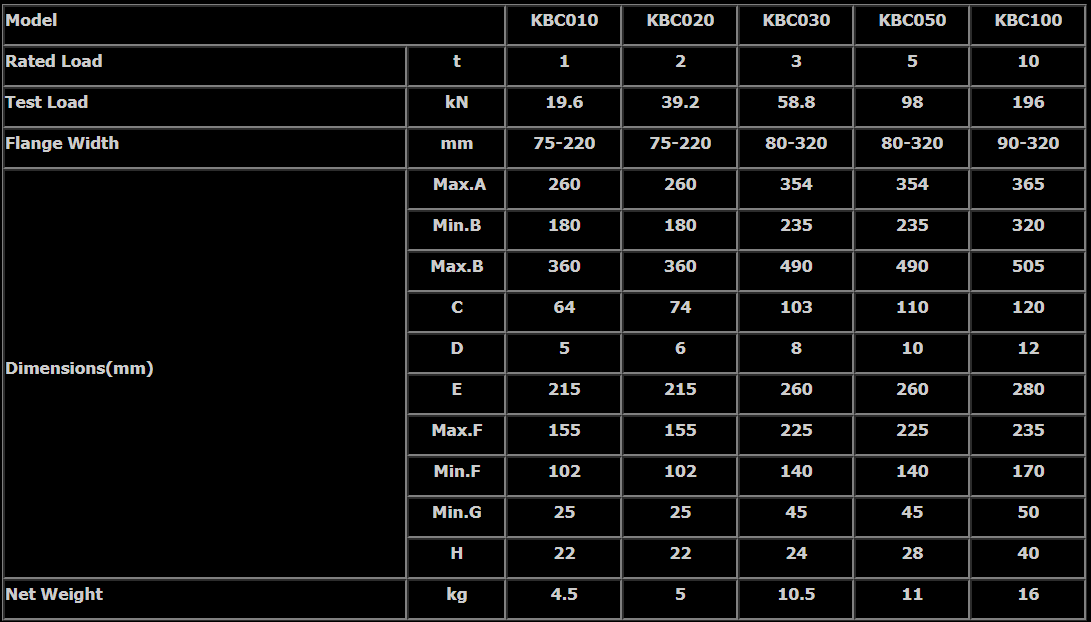 Model KBC010 KBC020 KBC030 KBC050 KBC100
Rated Load t 1 2 3 5 10
Test Load kN 19.6 39.2 58.8 98 196
Flange Width mm 75-220 75-220 80-320 80-320 90-320
Max.A 260 260 354 354 365
Min.B 180 180 235 235 320
Max.B 360 360 490 490 505
C 64 74 103 110 120
D 5 6 8 10 12
Dimensions(mm)
E 215 215 260 260 280
Max.F 155 155 225 225 235
Min.F 102 102 140 140 170
Min.G 25 25 45 45 50
H 22 22 24 28 40
Net Weight kg 4.5 5 10.5 11 16